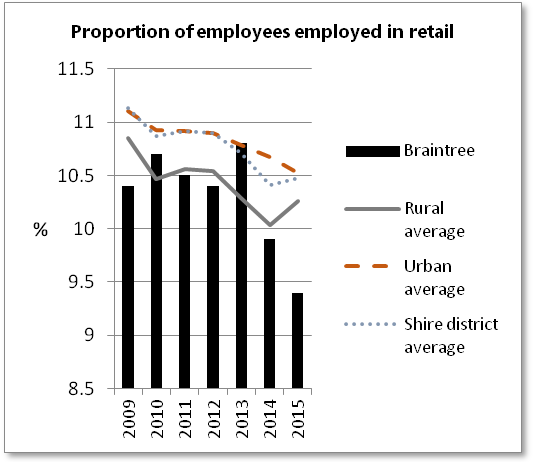 Proportion of employees employed in retail
11.5
11
10.5
10
9.5
9
8.5
%
2009
2010
2011
2012
2013
2014
2015
Braintree
Rural
average
Urban
average
Shire district
average